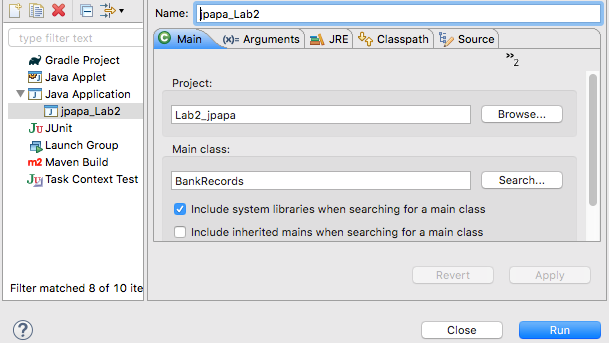 Name: jpapa_Lab2
type filter text
Gradle Project
Java Applet
Java Application
jpapa_Lab2
JUnit
Launch Group
Maven Build
Task Context Test
Filter matched 8 of 10 ite
Main (x)= Arguments JRE Classpath Source
»2
Project:
Lab2_jpapa Browse...
Main class:
BankRecords Search...
Include system libraries when searching for a main class
Include inherited mains when searching for a main class
Revert Apply
? Close Run